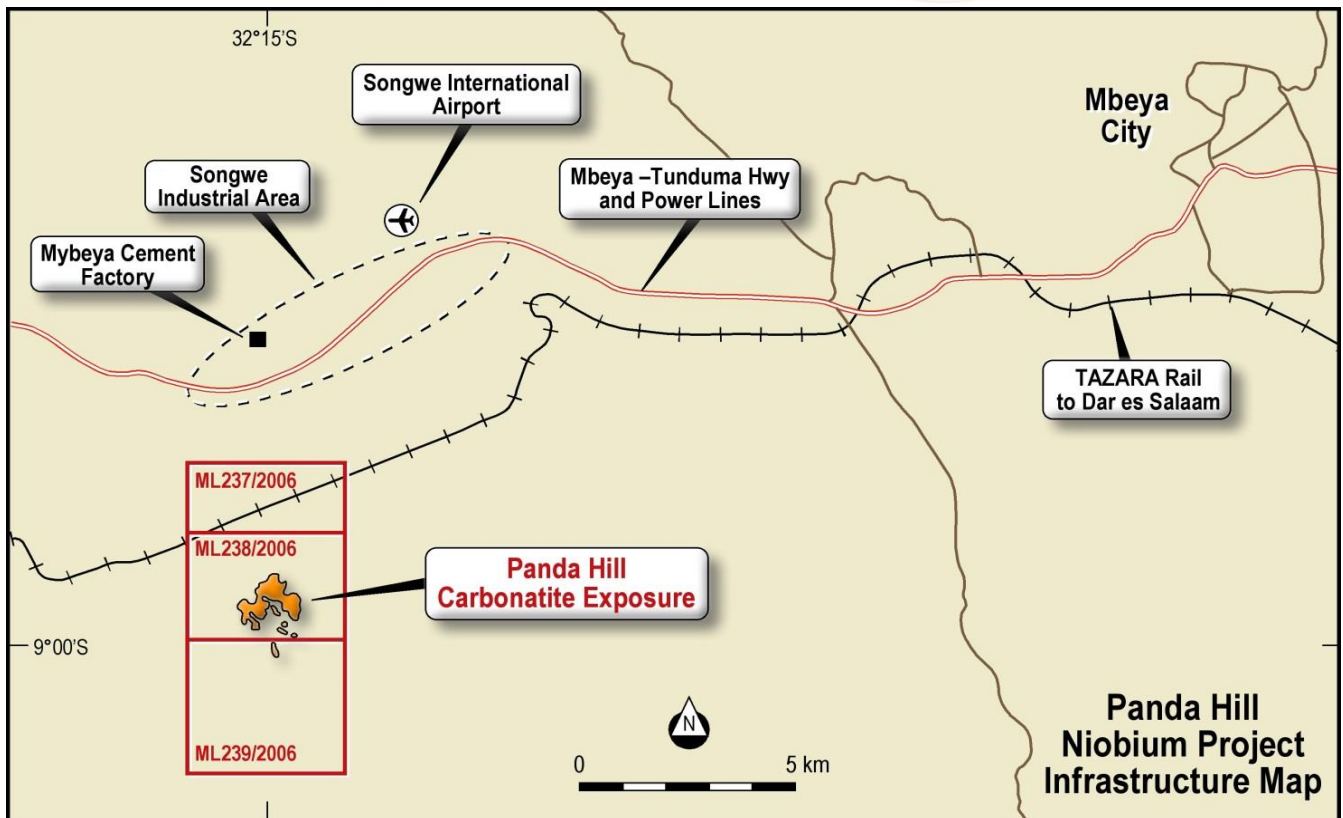 32°15'S
Songwe International
Airport
Mbeya
City
Songwe
Industrial Area
Mbeya –Tunduma Hwy
and Power Lines
Mybeya Cement
Factory
TAZARA Rail
to Dar es Salaam
ML237/2006
ML238/2006
Panda Hill
Carbonatite Exposure
9°00'S
ML239/2006
N
0 5 km
Panda Hill
Niobium Project
Infrastructure Map